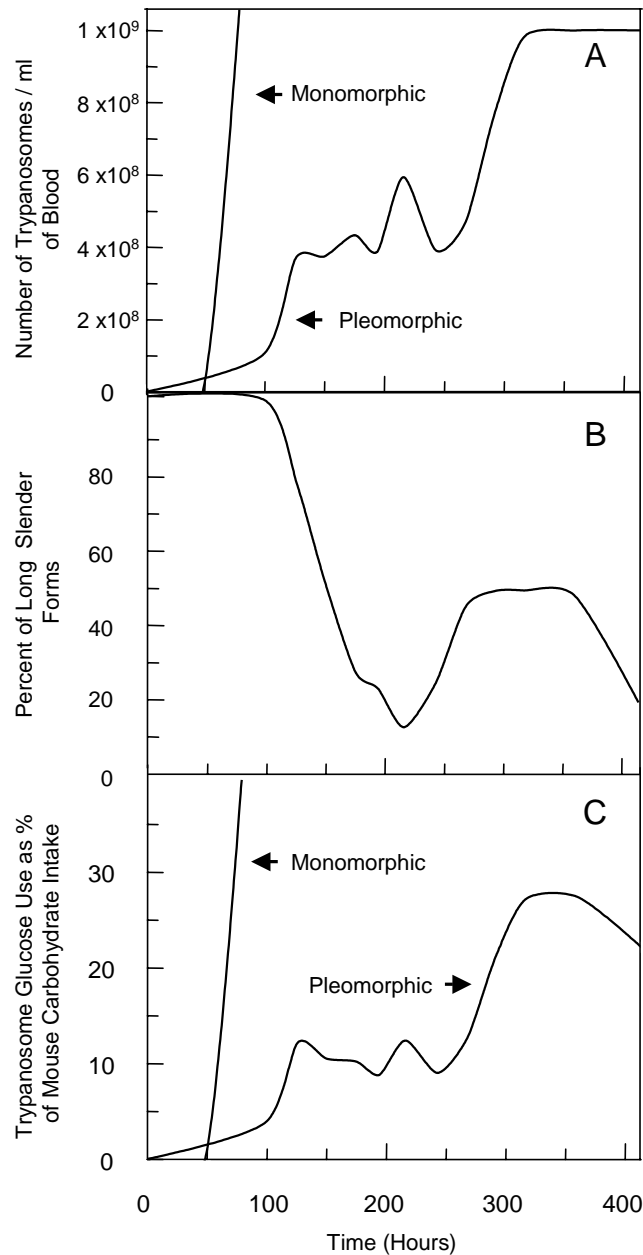 Number of Trypanosomes / ml
of Blood
1 x10⁹
8 x10⁸
6 x10⁸
4 x10⁸
2 x10⁸
0
A
Monomorphic
Pleomorphic
Percent of Long Slender
Forms
80
60
40
20
0
B
Trypanosome Glucose Use as %
of Mouse Carbohydrate Intake
30
20
10
0
C
Monomorphic
Pleomorphic
0 100 200 300 400
Time (Hours)